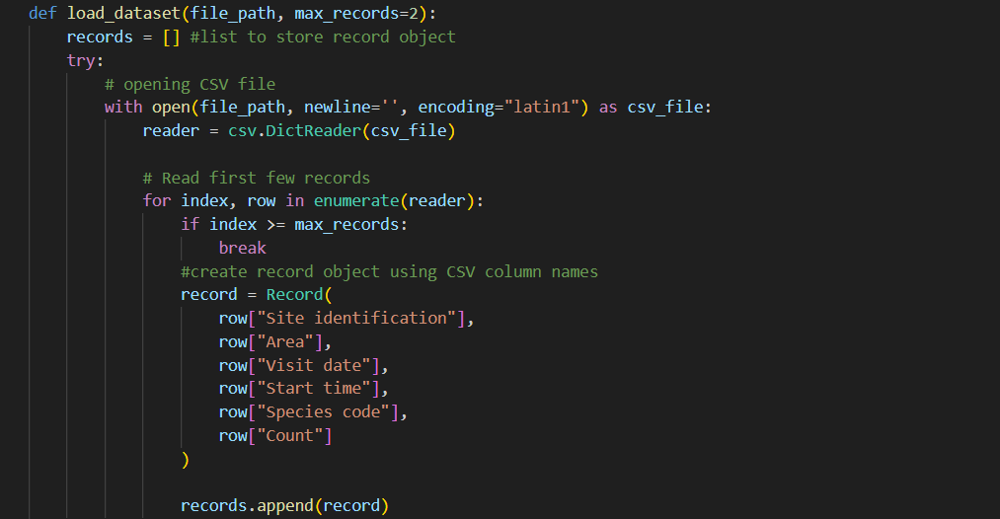 def load_dataset(file_path, max_records=2):
    records = [] #list to store record object
    try:
        # opening CSV file
        with open(file_path, newline='', encoding="latin1") as csv_file:
            reader = csv.DictReader(csv_file)

            # Read first few records
            for index, row in enumerate(reader):
                if index >= max_records:
                    break
                #create record object using CSV column names
                record = Record(
                    row["Site identification"],
                    row["Area"],
                    row["Visit date"],
                    row["Start time"],
                    row["Species code"],
                    row["Count"]
                )

                records.append(record)